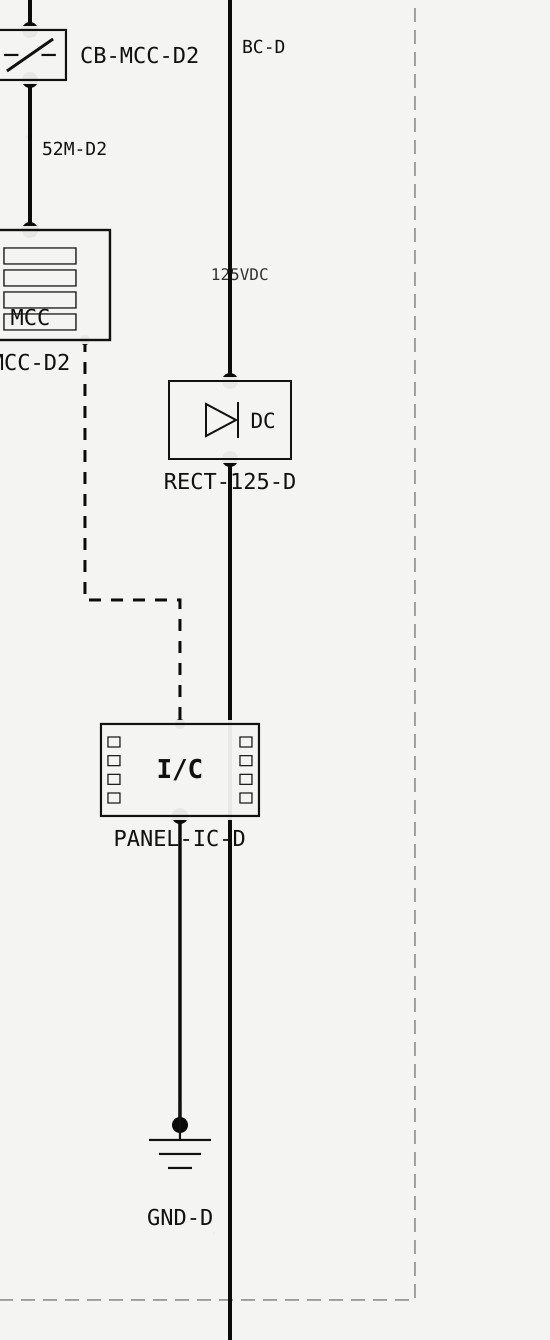 BC-D
CB-MCC-D2
52M-D2
125VDC
MCC
MCC-D2
DC
RECT-125-D
I/C
PANEL-IC-D
GND-D